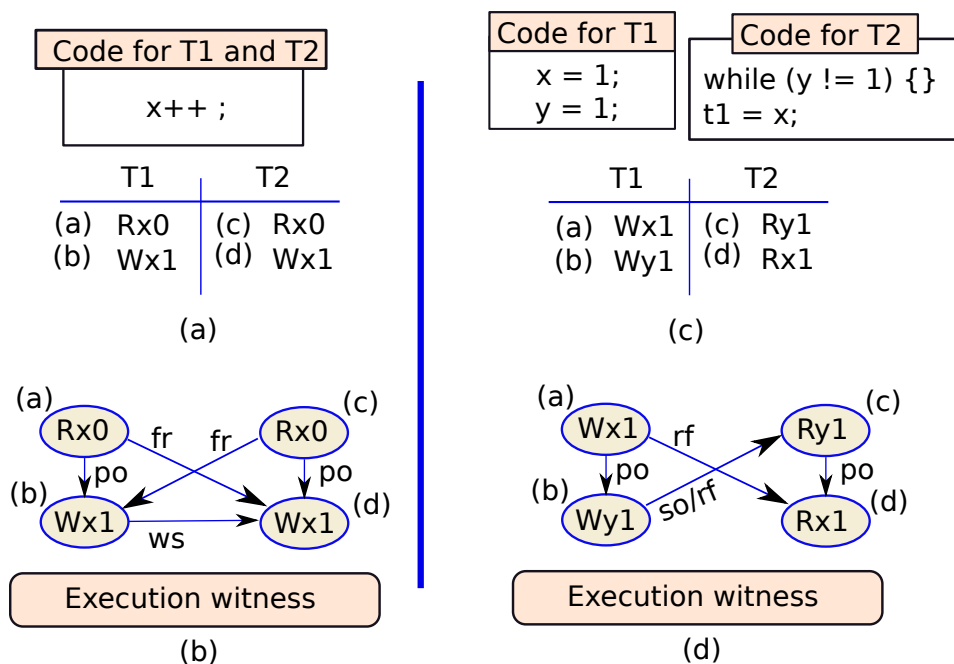 Code for T1 and T2
x++ ;
T1 T2
(a) Rx0 (c) Rx0
(b) Wx1 (d) Wx1
(a)
(a) Rx0 Rx0 (c)
fr fr
po po
(b) Wx1 Wx1 (d)
ws
Execution witness
(b)
Code for T1
x = 1;
y = 1;
Code for T2
while (y != 1) {}
t1 = x;
T1 T2
(a) Wx1 (c) Ry1
(b) Wy1 (d) Rx1
(c)
(a) Wx1 Ry1 (c)
rf
po po
(b) Wy1 so/rf Rx1 (d)
Execution witness
(d)